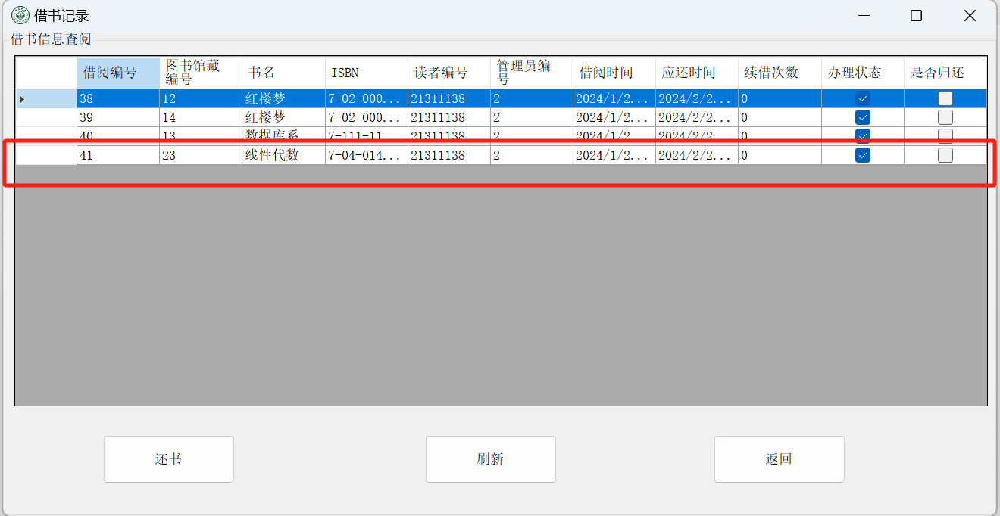 借书记录
借书信息查阅
借阅编号 图书馆藏编号 书名 ISBN 读者编号 管理员编号 借阅时间 应还时间 续借次数 办理状态 是否归还
38 12 红楼梦 7-02-000... 21311138 2 2024/1/2... 2024/2/2... 0
39 14 红楼梦 7-02-000... 21311138 2 2024/1/2... 2024/2/2... 0
40 13 数据库系 7-111-11 21311138 2 2024/1/2 2024/2/2 0
41 23 线性代数 7-04-014... 21311138 2 2024/1/2... 2024/2/2... 0
还书 刷新 返回